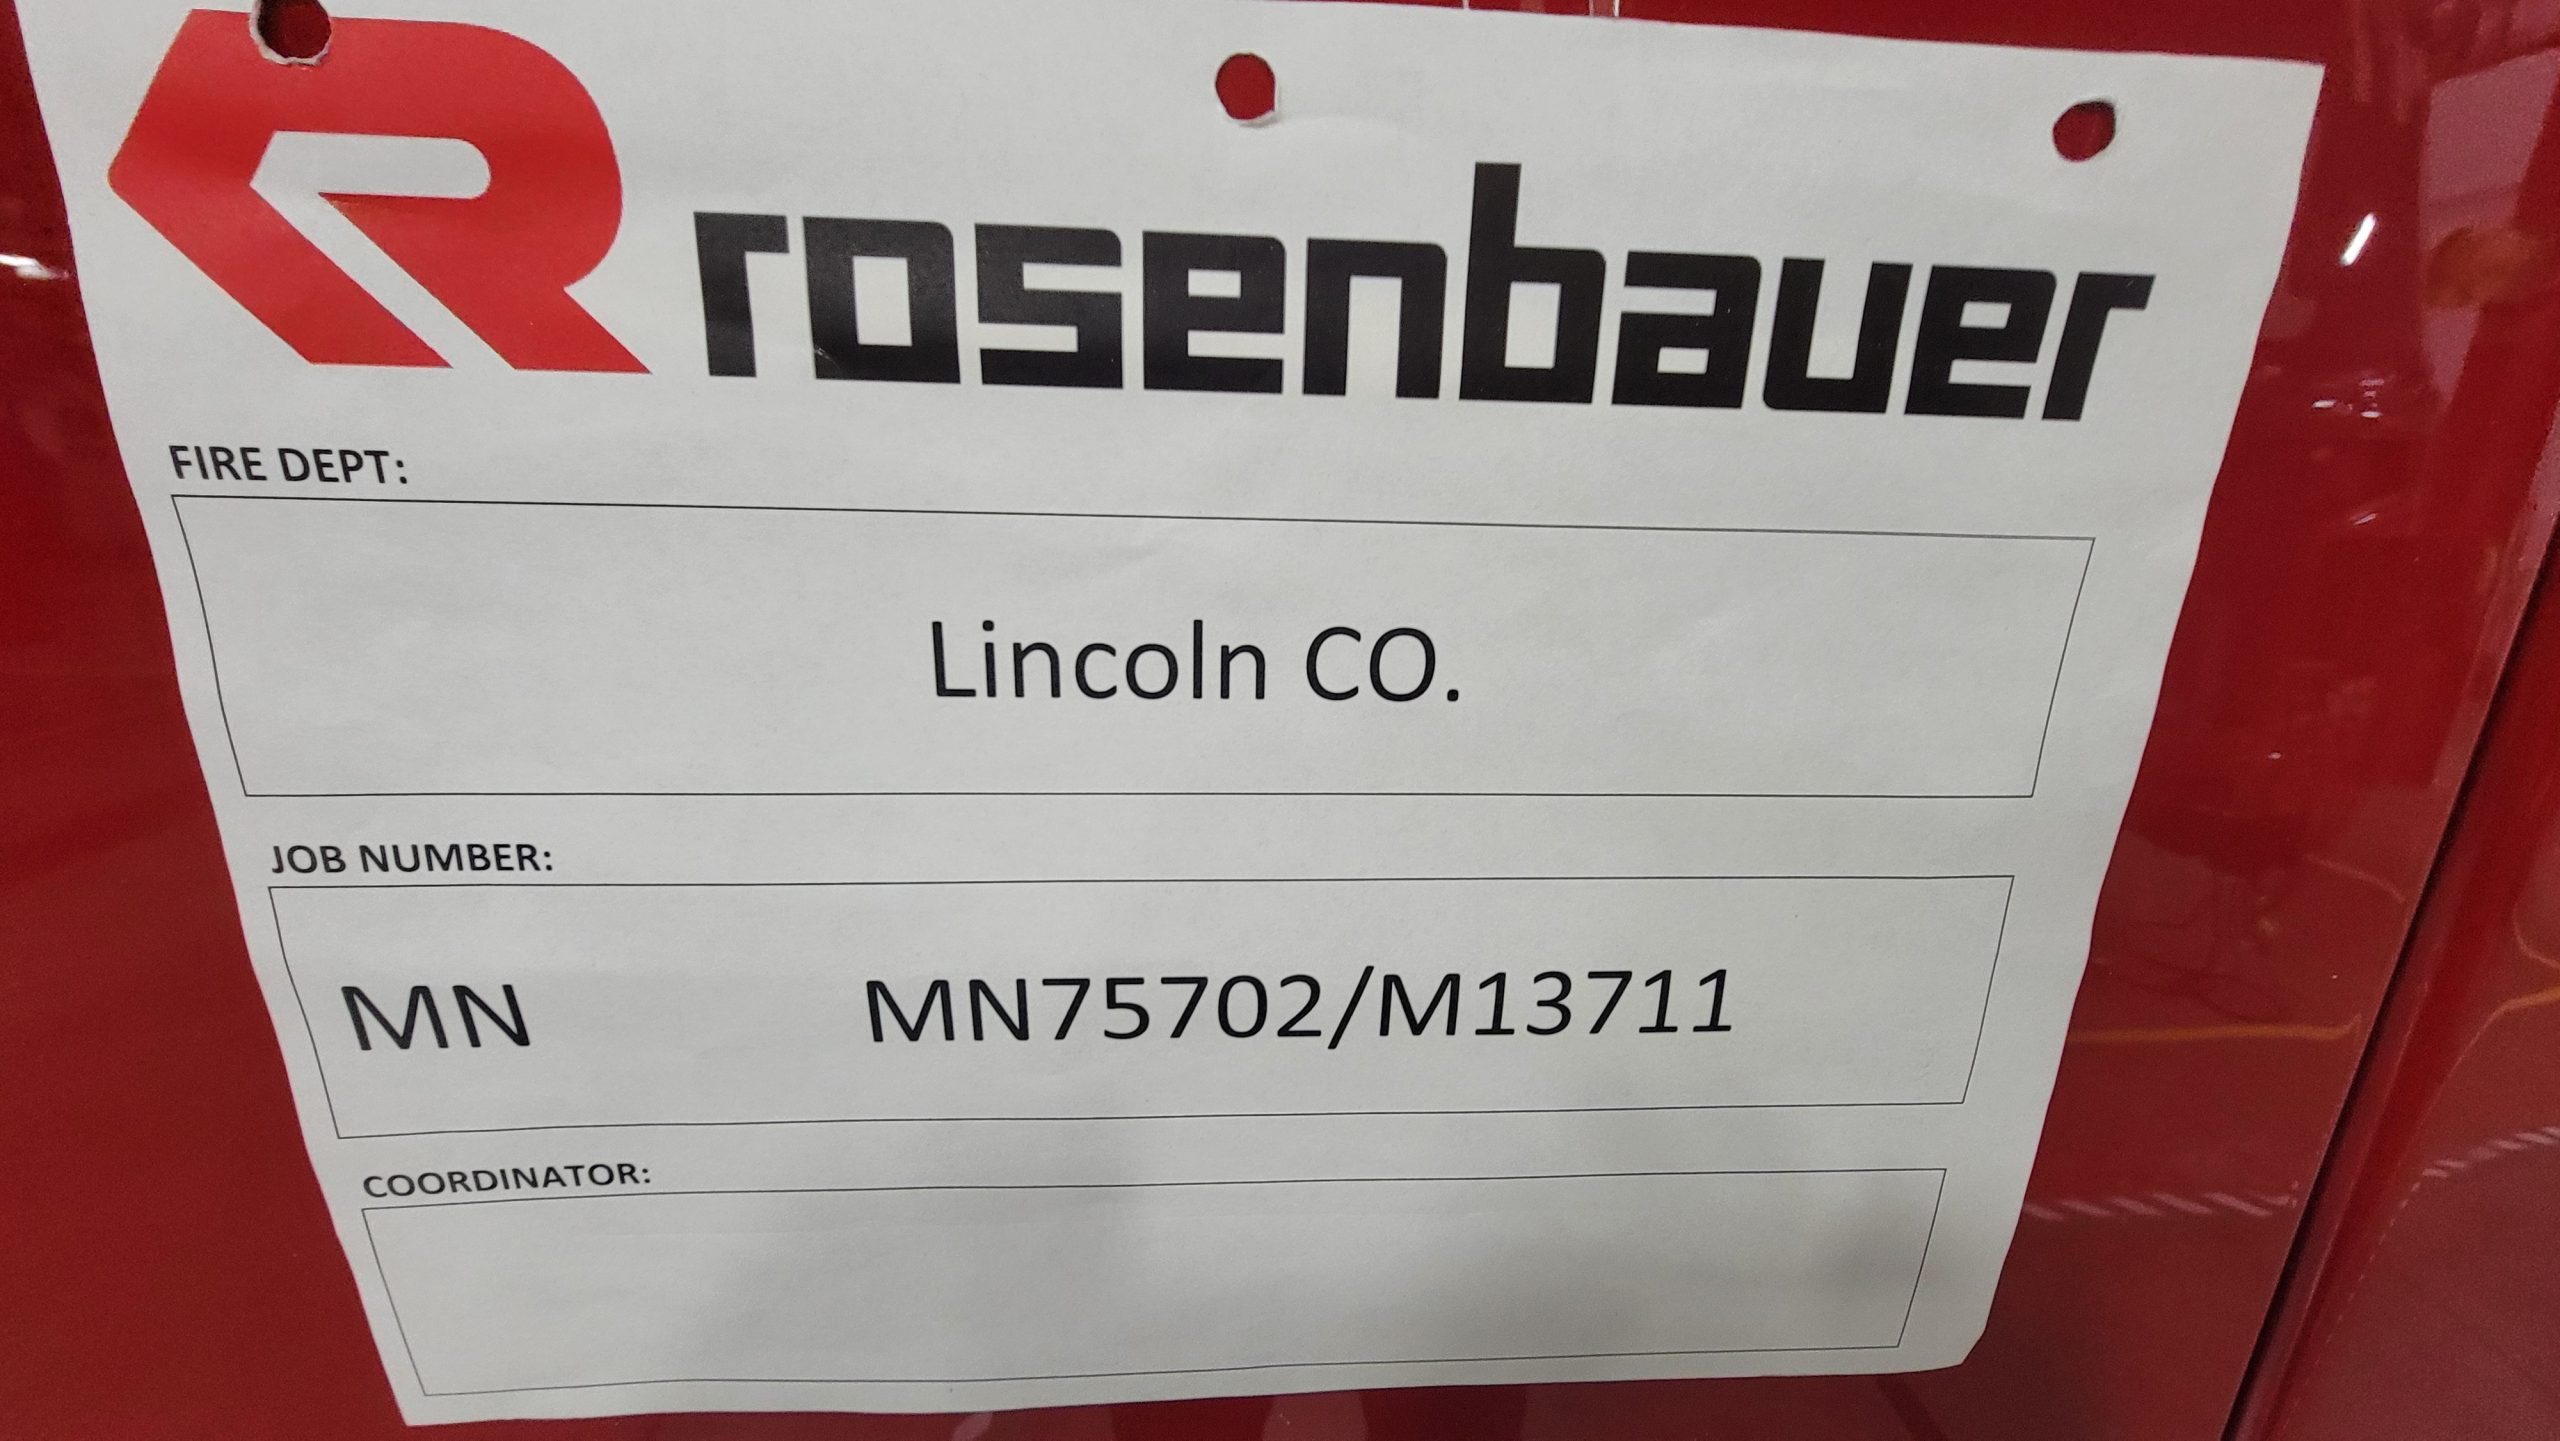 rosenbauer
FIRE DEPT:
Lincoln CO.
JOB NUMBER:
MN MN75702/M13711
COORDINATOR: